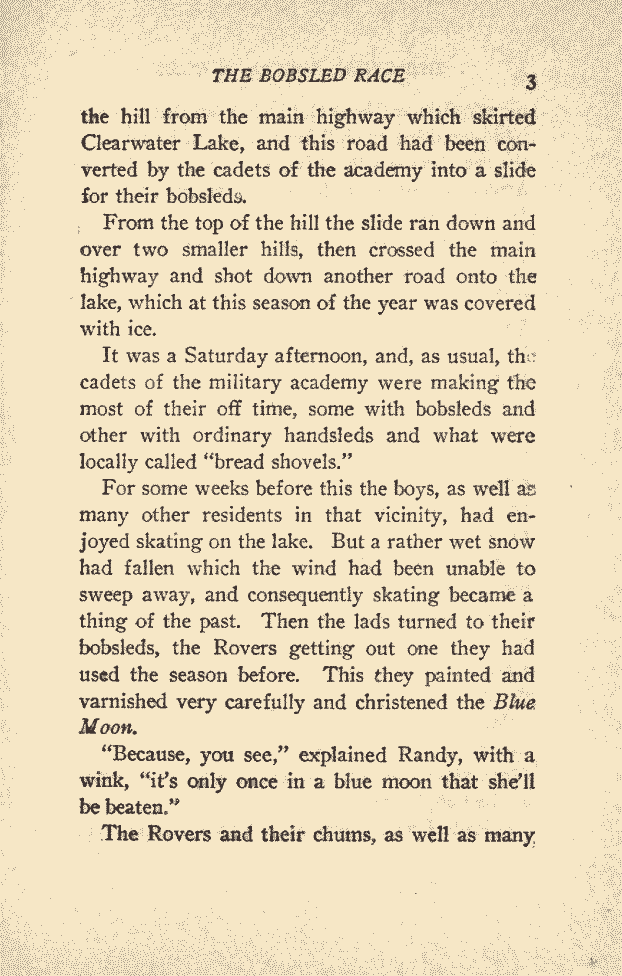 THE BOBSLED RACE 3
the hill from the main highway which skirted
Clearwater Lake, and this road had been con-
verted by the cadets of the academy into a slide
for their bobsleds.
From the top of the hill the slide ran down and
over two smaller hills, then crossed the main
highway and shot down another road onto the
lake, which at this season of the year was covered
with ice.
It was a Saturday afternoon, and, as usual, the
cadets of the military academy were making the
most of their off time, some with bobsleds and
other with ordinary handsleds and what were
locally called “bread shovels.”
For some weeks before this the boys, as well as
many other residents in that vicinity, had en-
joyed skating on the lake. But a rather wet snow
had fallen which the wind had been unable to
sweep away, and consequently skating became a
thing of the past. Then the lads turned to their
bobsleds, the Rovers getting out one they had
used the season before. This they painted and
varnished very carefully and christened the Blue
Moon.
“Because, you see,” explained Randy, with a
wink, “it’s only once in a blue moon that she’ll
be beaten.”
The Rovers and their chums, as well as many